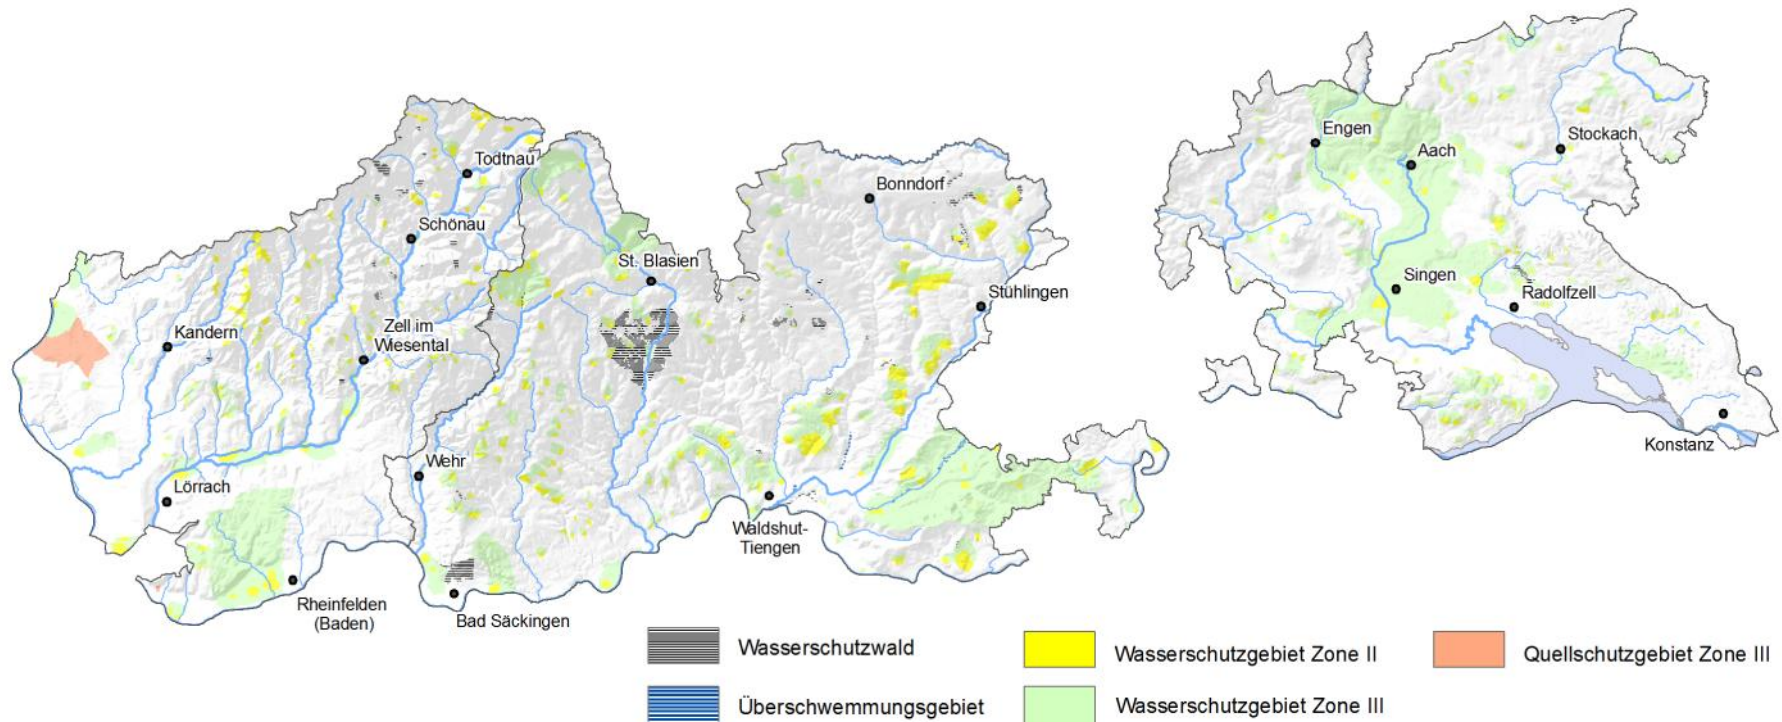 Engen
Stockach
Aach
Todtnau
Bonndorf
Schönau
St. Blasien
Singen
Radolfzell
Stühlingen
Kandern
Zell im
Wiesental
Konstanz
Wehr
Lörrach
Waldshut-
Tiengen
Rheinfelden
(Baden)
Bad Säckingen
Wasserschutzwald
Wasserschutzgebiet Zone II
Quellschutzgebiet Zone III
Überschwemmungsgebiet
Wasserschutzgebiet Zone III